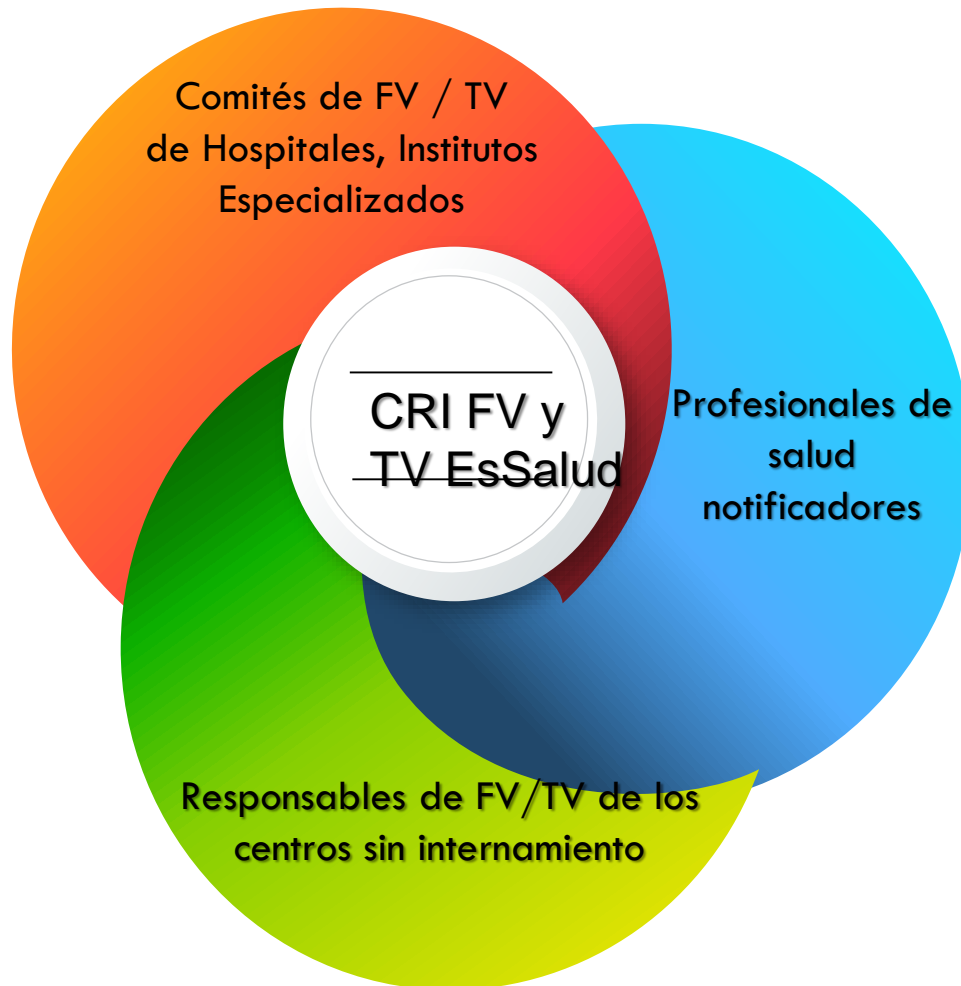 Comités de FV / TV
de Hospitales, Institutos
Especializados
CRI FV y
TV EsSalud
Profesionales de
salud
notificadores
Responsables de FV/TV de los
centros sin internamiento